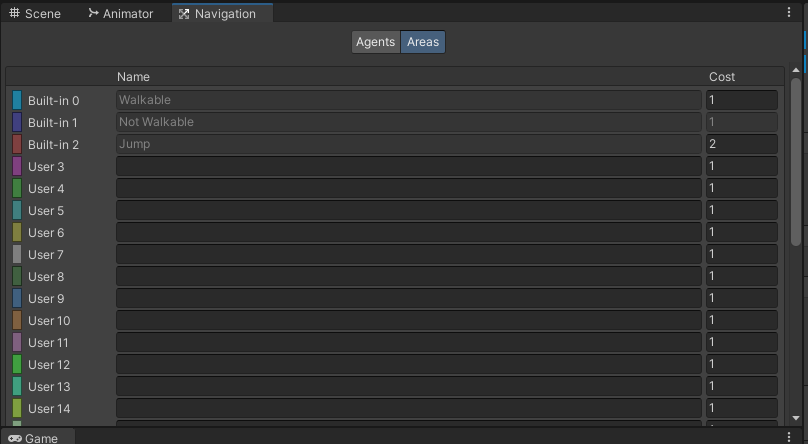 Scene Animator Navigation
Agents Areas
Name Cost
Built-in 0 Walkable 1
Built-in 1 Not Walkable 1
Built-in 2 Jump 2
User 3 1
User 4 1
User 5 1
User 6 1
User 7 1
User 8 1
User 9 1
User 10 1
User 11 1
User 12 1
User 13 1
User 14 1
Game